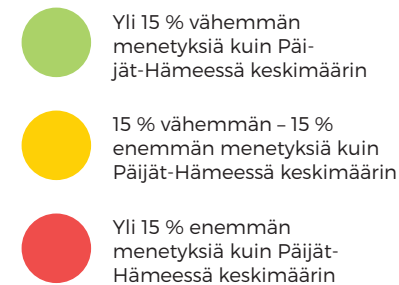 Yli 15 % vähemmän
menetyksiä kuin Päi-
jät-Hämeessä keskimäärin
15 % vähemmän – 15 %
enemmän menetyksiä kuin
Päijät-Hämeessä keskimäärin
Yli 15 % enemmän
menetyksiä kuin Päijät-
Hämeessä keskimäärin